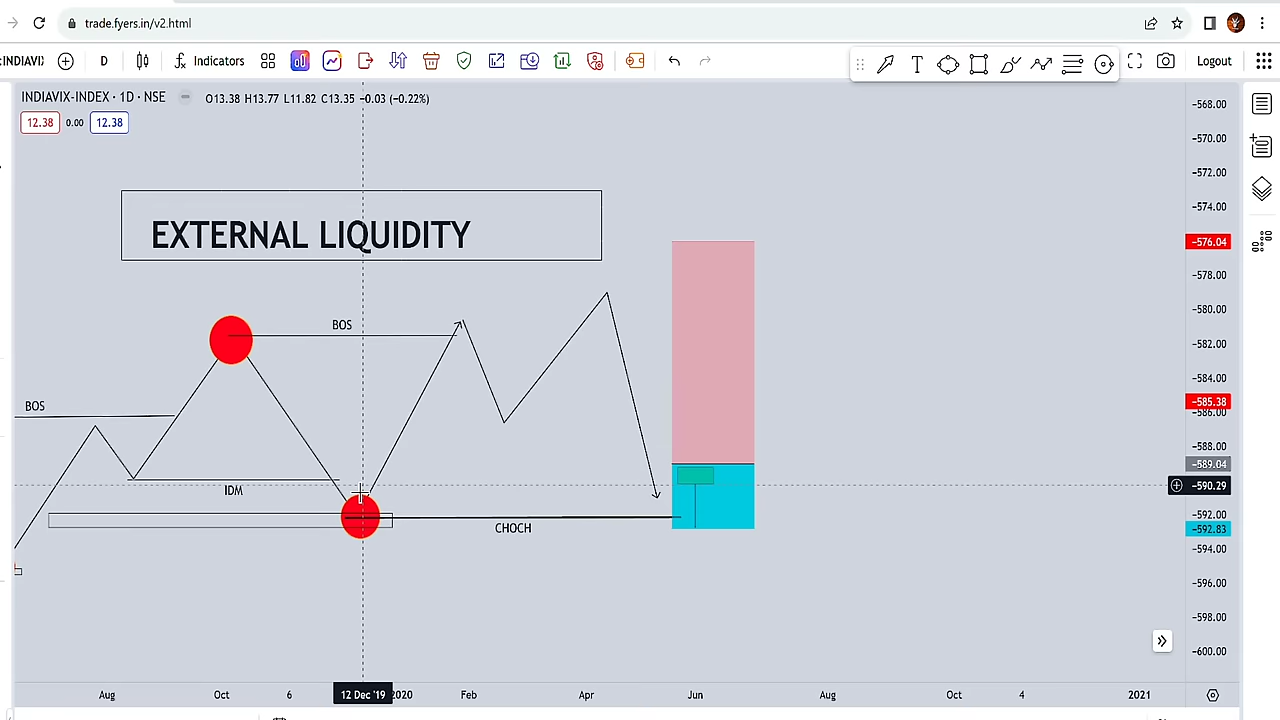 trade.fyers.in/v2.html
:INDIAVI)
D
Indicators
Logout
INDIAVIX-INDEX · 1D · NSE
O13.38 H13.77 L11.82 C13.35 −0.03 (−0.22%)
12.38
0.00
12.38
EXTERNAL LIQUIDITY
BOS
BOS
IDM
CHOCH
−568.00
−570.00
−572.00
−574.00
−576.04
−578.00
−580.00
−582.00
−584.00
−585.38
−586.00
−588.00
−589.04
−590.29
−592.00
−592.83
−594.00
−596.00
−598.00
−600.00
Aug
Oct
6
12 Dec '19
2020
Feb
Apr
Jun
Aug
Oct
4
2021